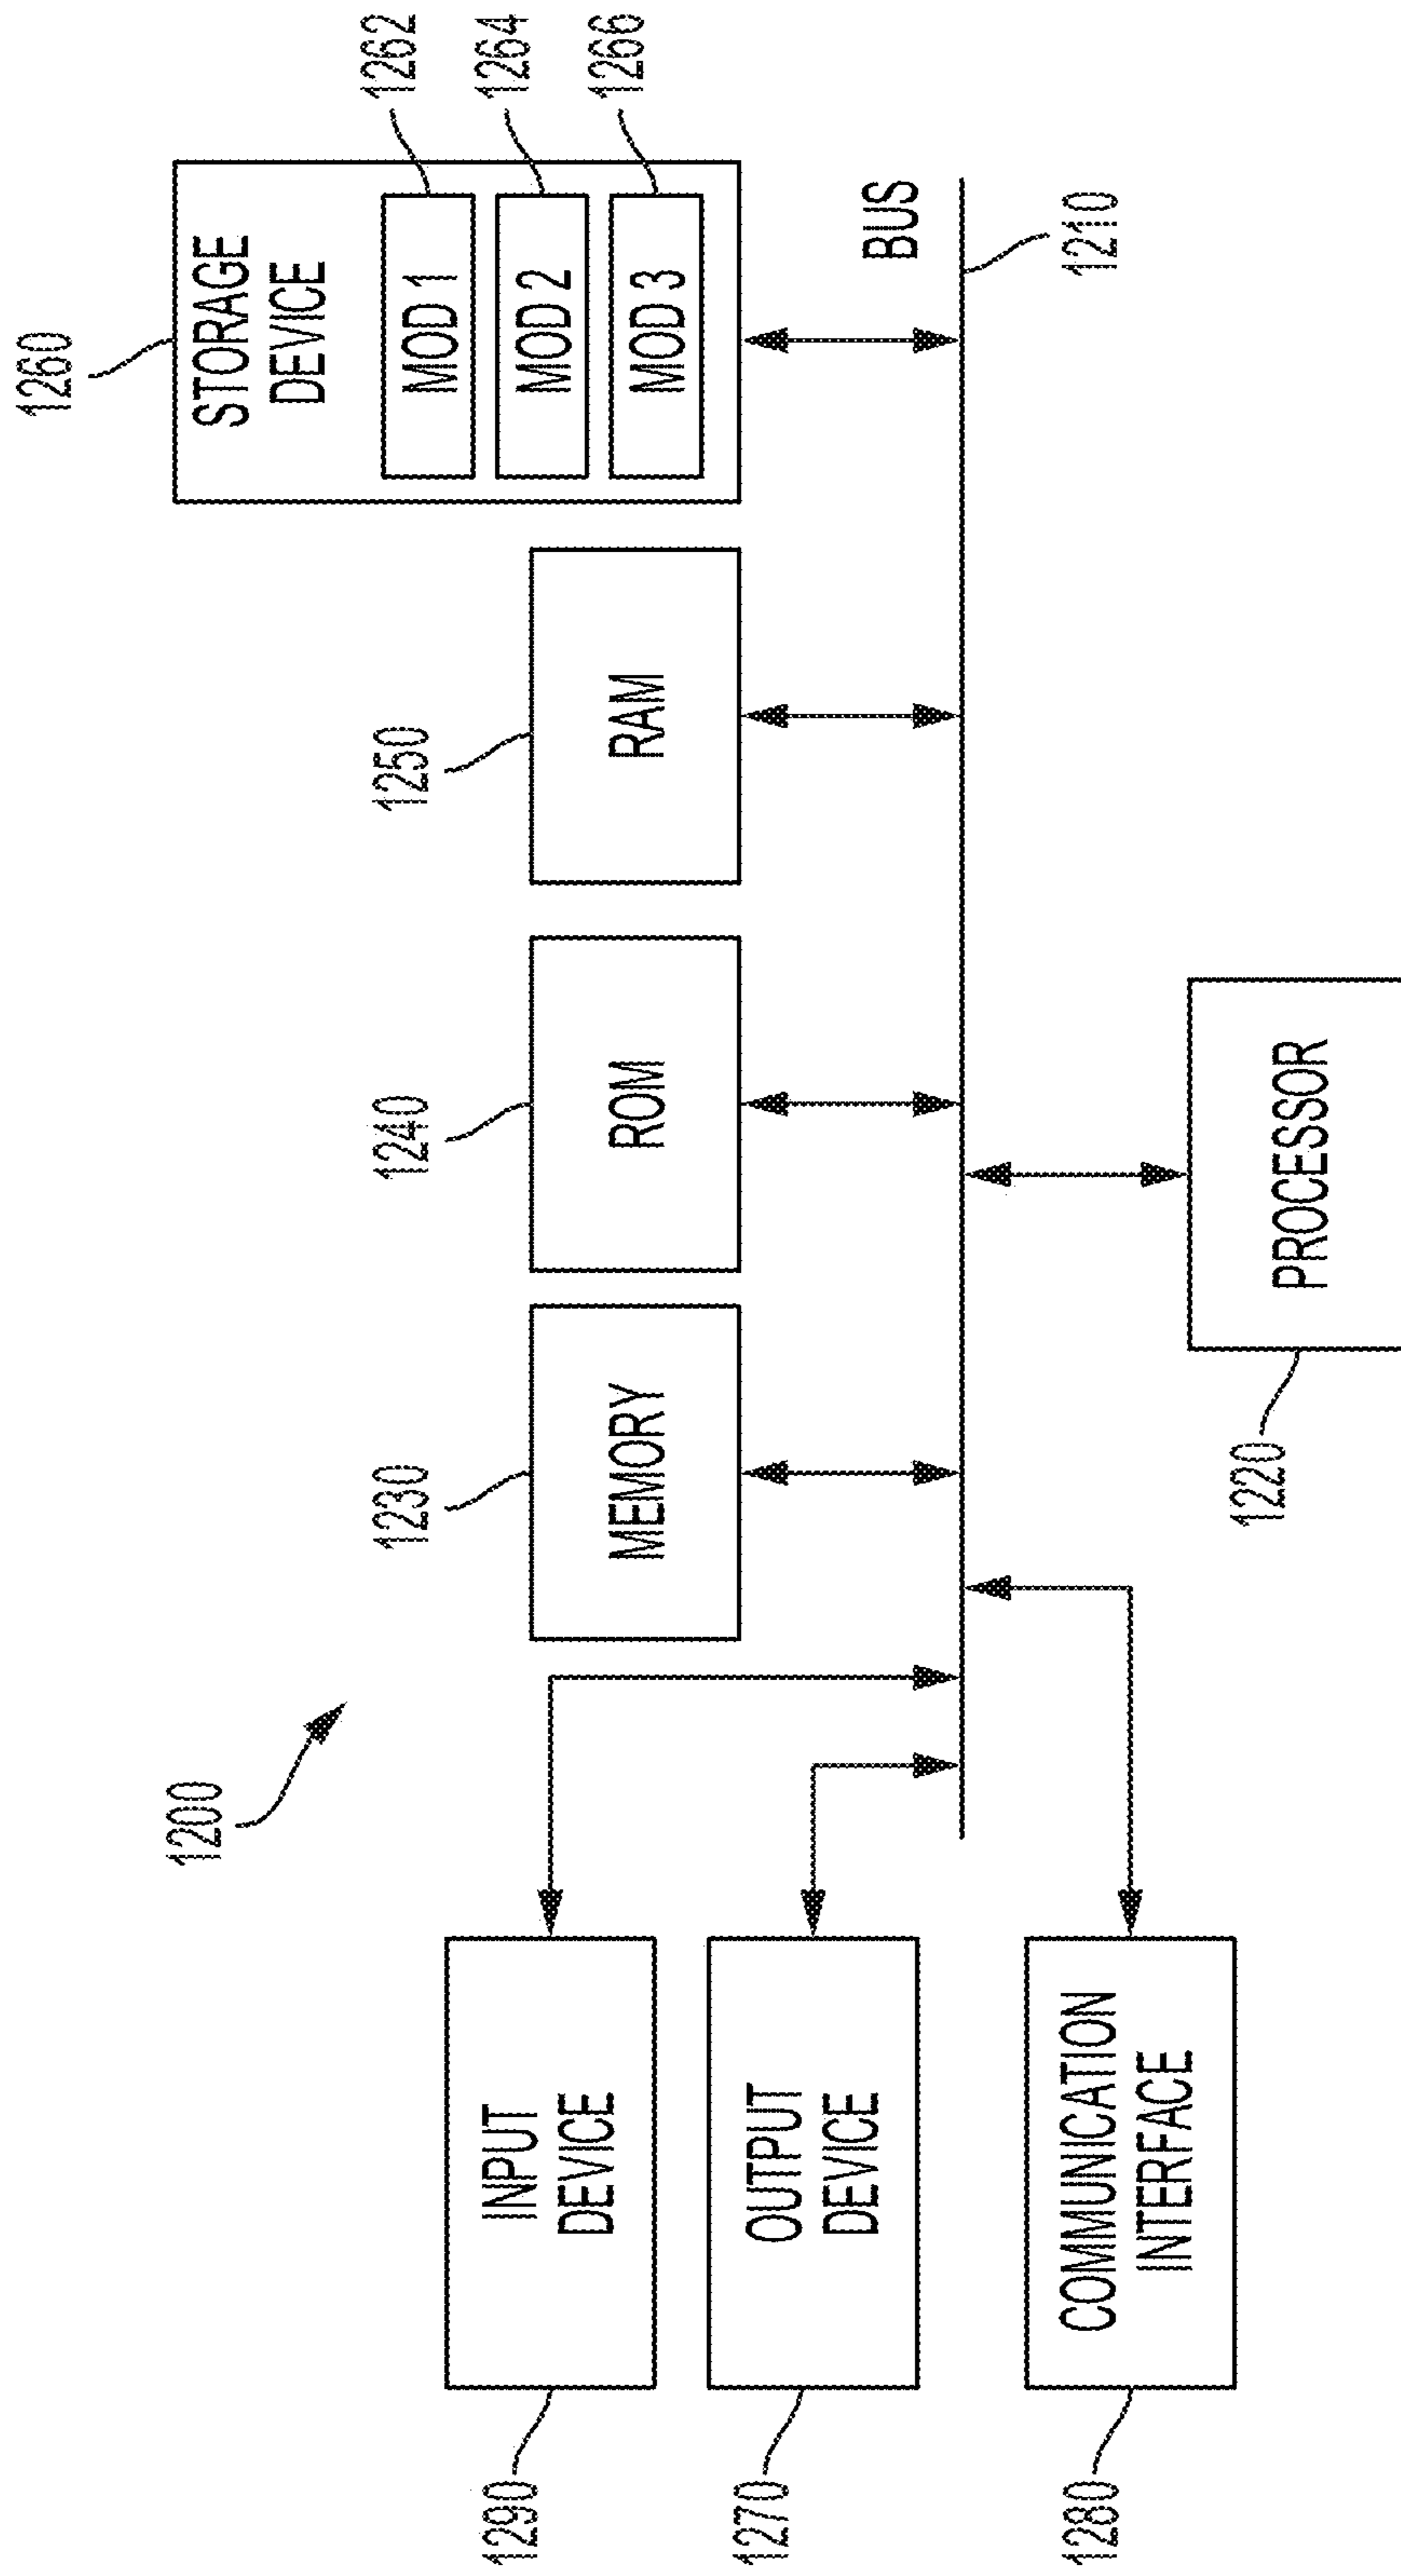 1200
1290
INPUT
DEVICE
1270
OUTPUT
DEVICE
1280
COMMUNICATION
INTERFACE
1230
MEMORY
1240
ROM
1250
RAM
1260
STORAGE
DEVICE
MOD 1
1262
MOD 2
1264
MOD 3
1266
BUS
1210
1220
PROCESSOR